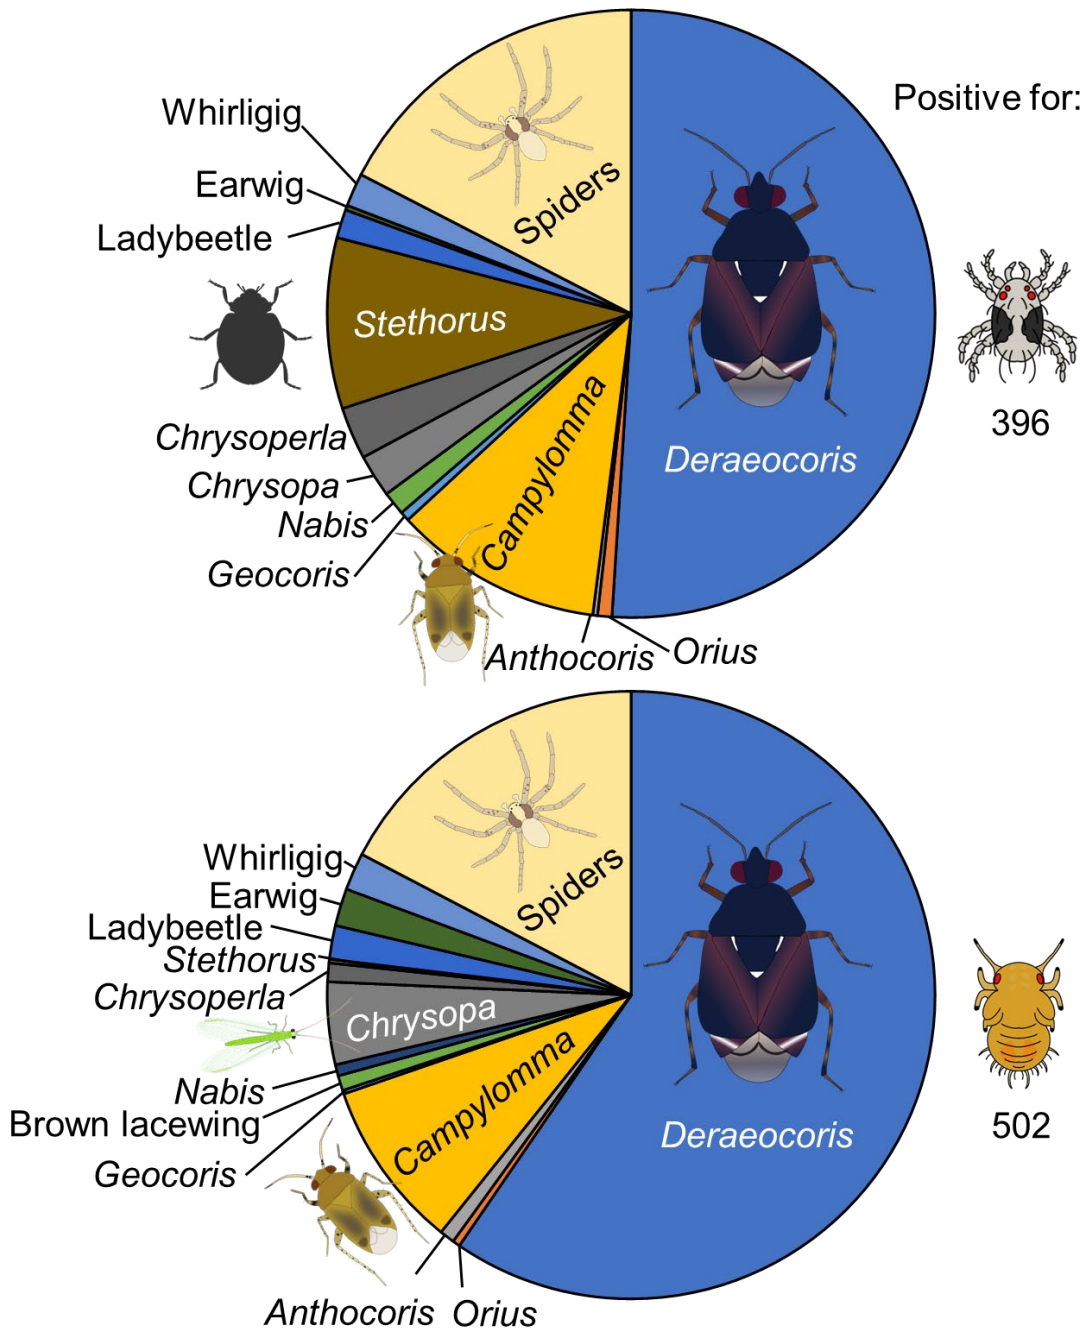 Positive for:
Whirligig
Earwig
Ladybeetle
Spiders
Stethorus
Chrysoperla
Chrysopa
Nabis
Geocoris
Campylomma
Anthocoris
Orius
Deraeocoris
396
Whirligig
Earwig
Ladybeetle
Stethorus
Chrysoperla
Spiders
Chrysopa
Nabis
Brown lacewing
Geocoris
Campylomma
Anthocoris
Orius
Deraeocoris
502